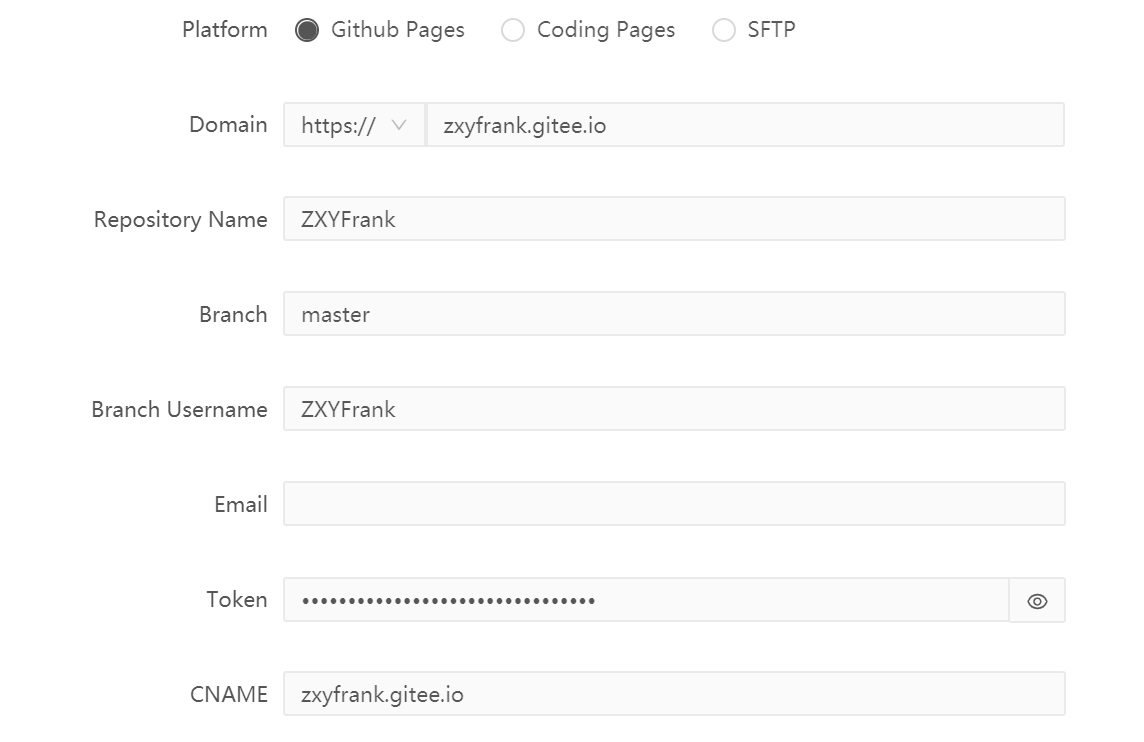 Platform Github Pages Coding Pages SFTP
Domain https:// zxyfrank.gitee.io
Repository Name ZXYFrank
Branch master
Branch Username ZXYFrank
Email
Token ••••••••••••••••••••••••••••••••
CNAME zxyfrank.gitee.io